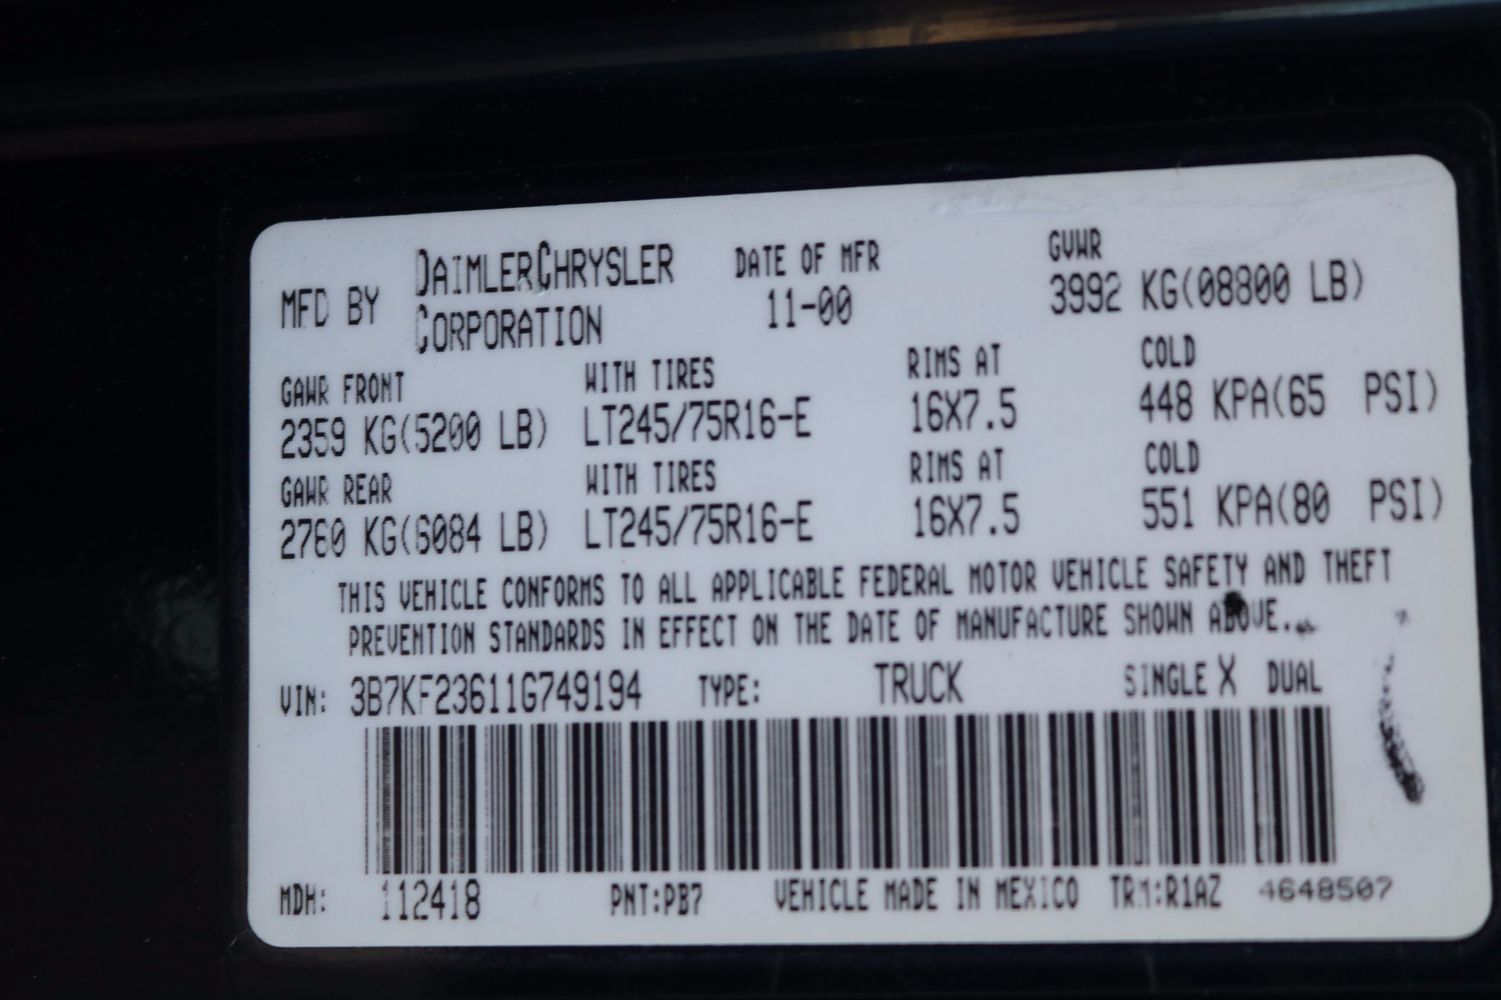 MFD BY DAIMLERCHRYSLER CORPORATION
DATE OF MFR 11-00
GVWR 3992 KG(08800 LB)
GAWR FRONT WITH TIRES RIMS AT COLD
2359 KG(5200 LB) LT245/75R16-E 16X7.5 448 KPA(65 PSI)
GAWR REAR WITH TIRES RIMS AT COLD
2760 KG(6084 LB) LT245/75R16-E 16X7.5 551 KPA(80 PSI)
THIS VEHICLE CONFORMS TO ALL APPLICABLE FEDERAL MOTOR VEHICLE SAFETY AND THEFT
PREVENTION STANDARDS IN EFFECT ON THE DATE OF MANUFACTURE SHOWN ABOVE.
VIN: 3B7KF23611G749194 TYPE: TRUCK SINGLE X DUAL
MDH: 112418 PNT:PB7 VEHICLE MADE IN MEXICO TRM:R1AZ 4648507